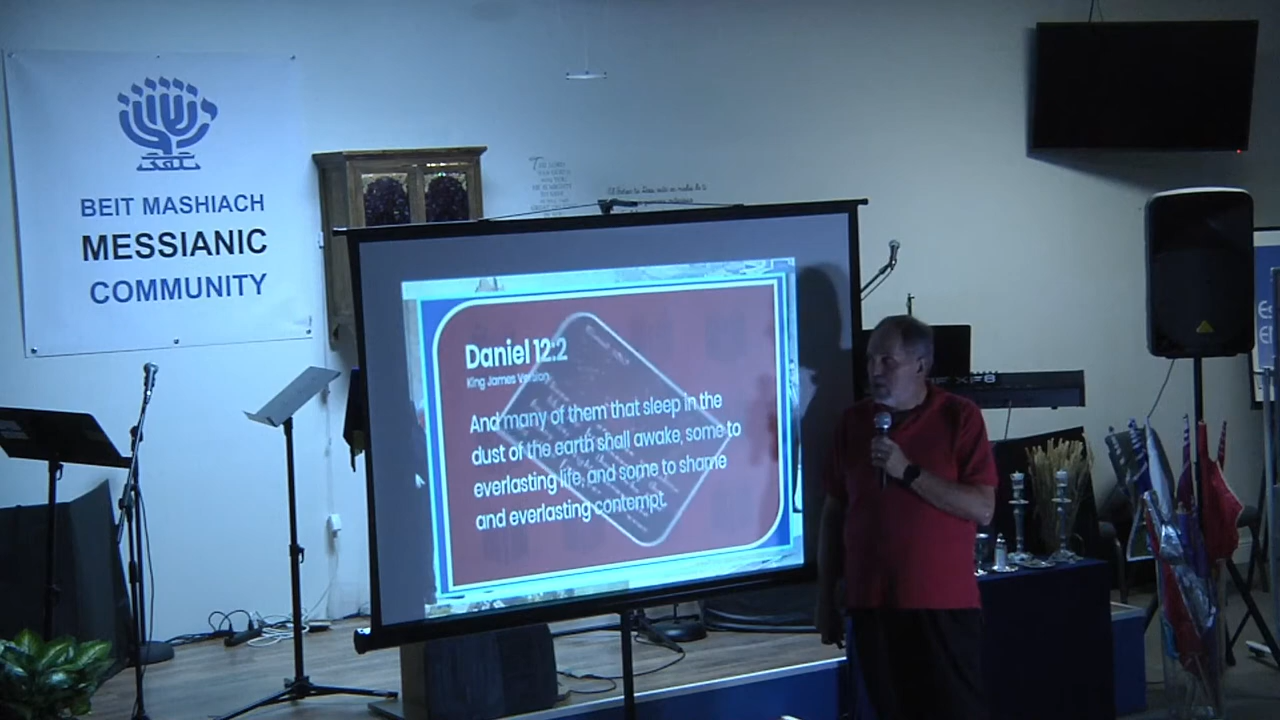 BEIT MASHIACH
MESSIANIC
COMMUNITY
Daniel 12:2
King James Version
And many of them that sleep in the
dust of the earth shall awake, some to
everlasting life, and some to shame
and everlasting contempt.